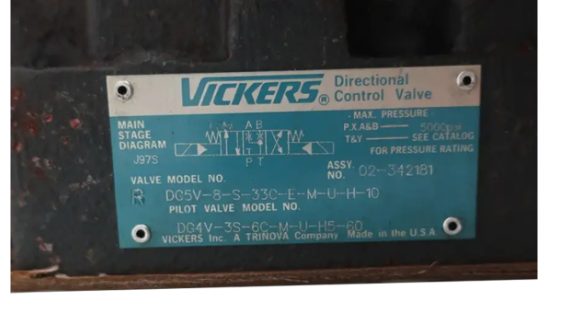 VICKERS® Directional
Control Valve
MAIN
STAGE
DIAGRAM
J97S
A B
P T
- MAX. PRESSURE
P,X,A&B 5000psi
T&Y SEE CATALOG
FOR PRESSURE RATING
VALVE MODEL NO.
ASSY.
NO. 02-342181
R DG5V-8-S-33C-E-M-U-H-10
PILOT VALVE MODEL NO.
DG4V-3S-6C-M-U-H5-60
VICKERS Inc. A TRINOVA Company Made in the U.S.A.